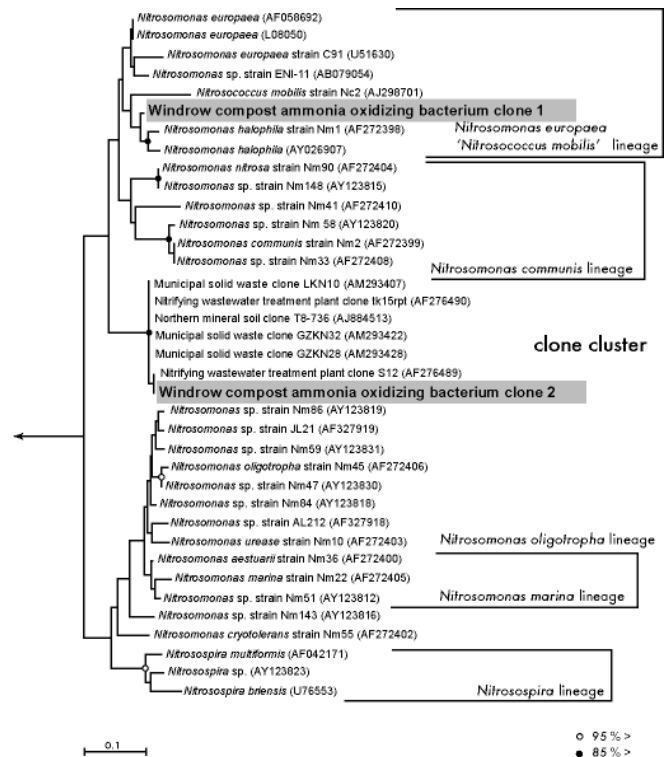 Nitrosomonas europaea (AF058692)
Nitrosomonas europaea (L08050)
Nitrosomonas europaea strain C91 (U51630)
Nitrosomonas sp. strain ENI-11 (AB079054)
Nitrosococcus mobilis strain Nc2 (AJ298701)
Windrow compost ammonia oxidizing bacterium clone 1
Nitrosomonas halophila strain Nm1 (AF272398)
Nitrosomonas europaea
Nitrosomonas halophila (AY026907)
'Nitrosococcus mobilis' lineage
Nitrosomonas nitrosa strain Nm90 (AF272404)
Nitrosomonas sp. strain Nm148 (AY123815)
Nitrosomonas sp. strain Nm41 (AF272410)
Nitrosomonas sp. strain Nm 58 (AY123820)
Nitrosomonas communis strain Nm2 (AF272399)
Nitrosomonas sp. strain Nm33 (AF272408)
Nitrosomonas communis lineage
Municipal solid waste clone LKN10 (AM293407)
Nitrifying wastewater treatment plant clone tk15rpt (AF276490)
Northern mineral soil clone T8-736 (AJ884513)
Municipal solid waste clone GZKN32 (AM293422)
clone cluster
Municipal solid waste clone GZKN28 (AM293428)
Nitrifying wastewater treatment plant clone S12 (AF276489)
Windrow compost ammonia oxidizing bacterium clone 2
Nitrosomonas sp. strain Nm86 (AY123819)
Nitrosomonas sp. strain JL21 (AF327919)
Nitrosomonas sp. strain Nm59 (AY123831)
Nitrosomonas oligotropha strain Nm45 (AF272406)
Nitrosomonas sp. strain Nm47 (AY123830)
Nitrosomonas sp. strain Nm84 (AY123818)
Nitrosomonas sp. strain AL212 (AF327918)
Nitrosomonas urease strain Nm10 (AF272403)
Nitrosomonas oligotropha lineage
Nitrosomonas aestuarii strain Nm36 (AF272400)
Nitrosomonas marina strain Nm22 (AF272405)
Nitrosomonas sp. strain Nm51 (AY123812)
Nitrosomonas marina lineage
Nitrosomonas sp. strain Nm143 (AY123816)
Nitrosomonas cryotolerans strain Nm55 (AF272402)
Nitrosospira multiformis (AF042171)
Nitrosospira sp. (AY123823)
Nitrosospira briensis (U76553)
Nitrosospira lineage
0.1
95 % >
85 % >